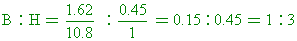 B : H = 1.62/10.8 : 0.45/1 = 0.15 : 0.45 = 1 : 3